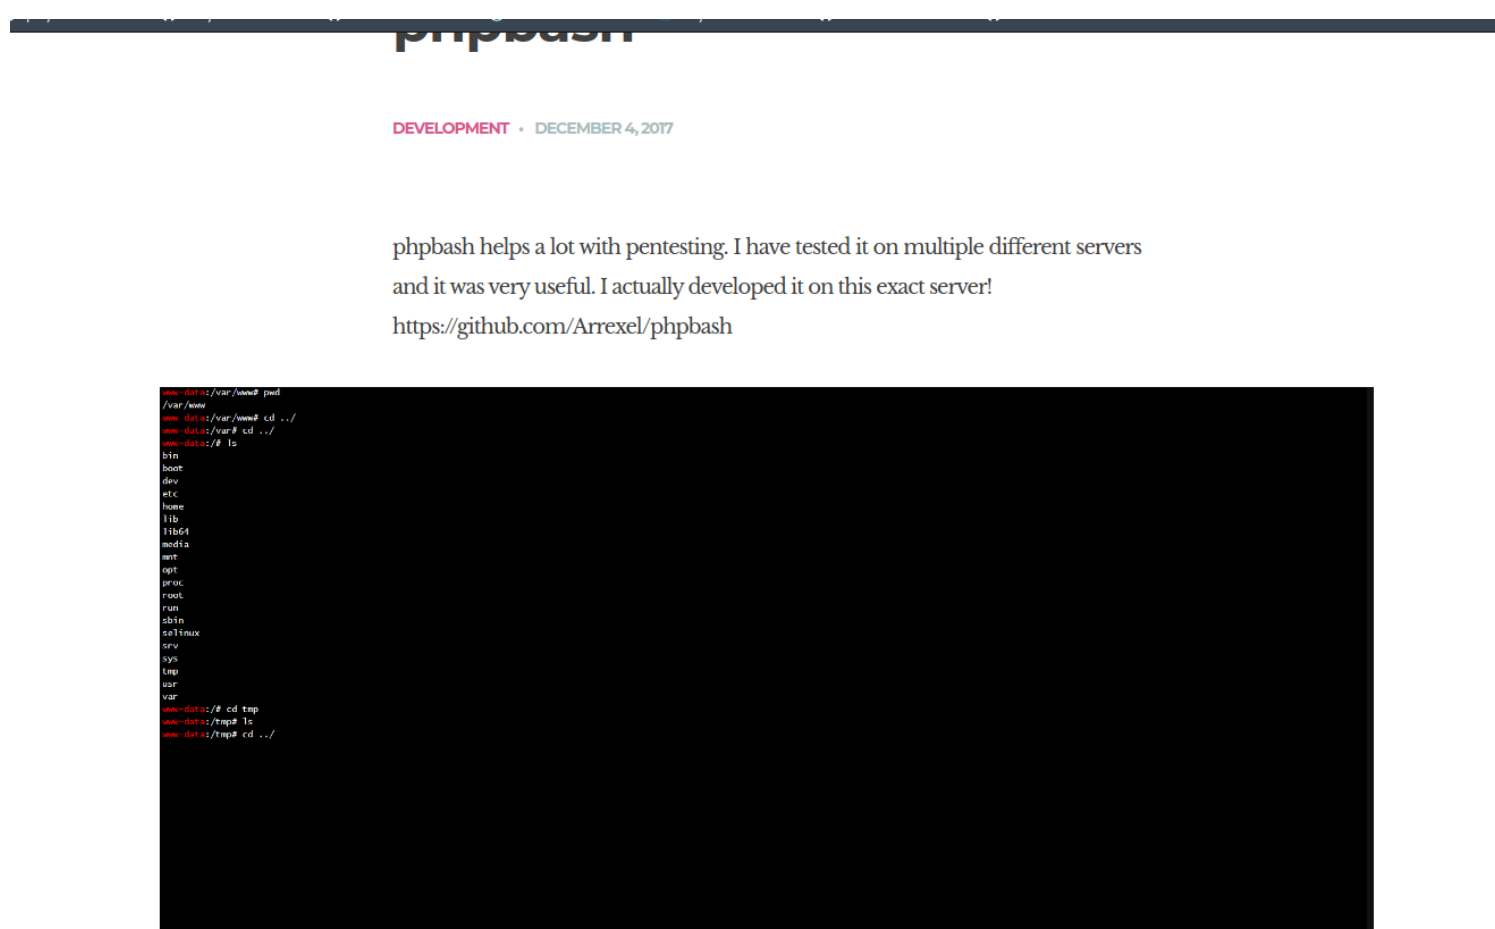 phpbash
DEVELOPMENT • DECEMBER 4, 2017
phpbash helps a lot with pentesting. I have tested it on multiple different servers
and it was very useful. I actually developed it on this exact server!
https://github.com/Arrexel/phpbash
www-data:/var/www# pwd
/var/www
www-data:/var/www# cd ../
www-data:/var# cd ../
www-data:/# ls
bin
boot
dev
etc
home
lib
lib64
media
mnt
opt
proc
root
run
sbin
selinux
srv
sys
tmp
usr
var
www-data:/# cd tmp
www-data:/tmp# ls
www-data:/tmp# cd ../